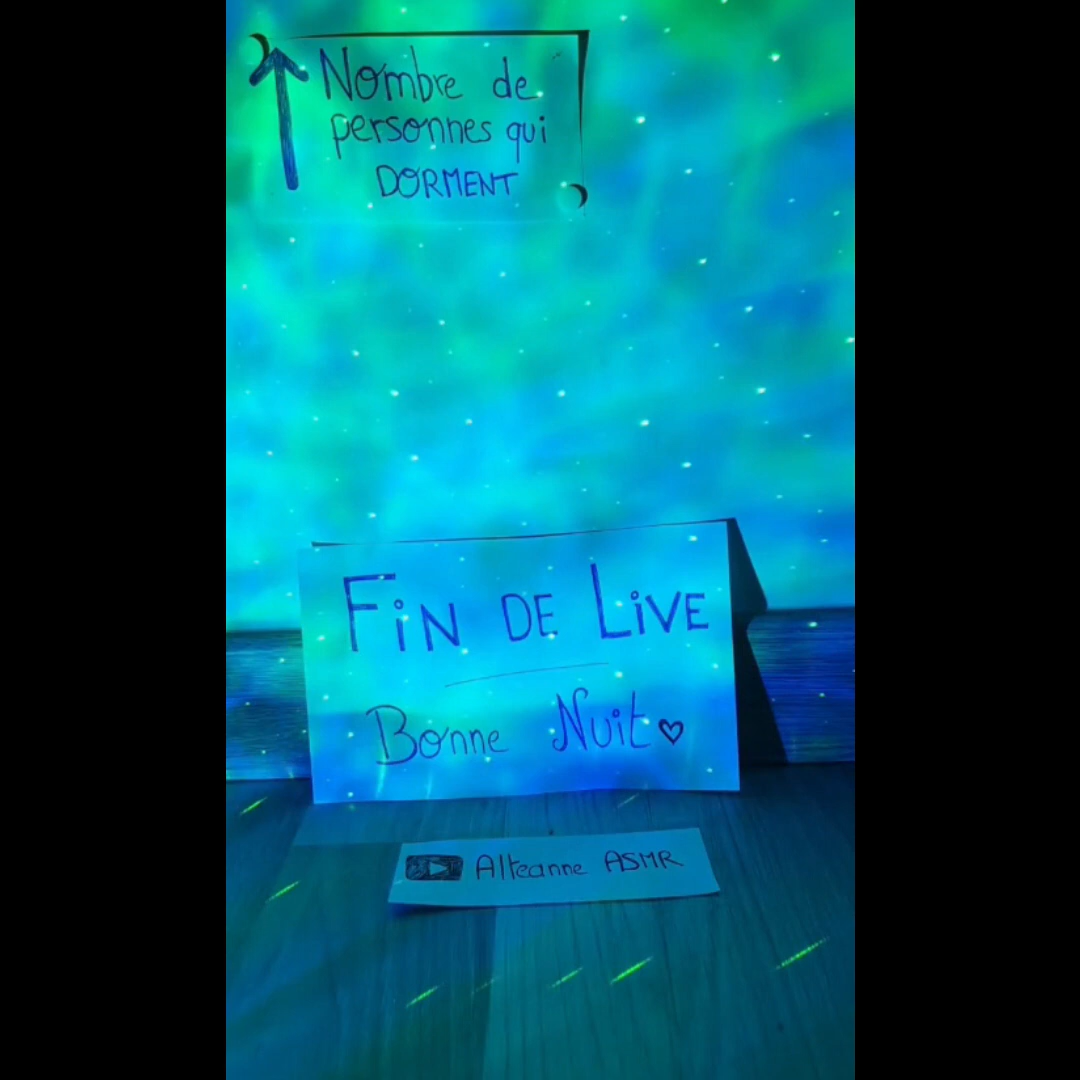 Nombre de
personnes qui
DORMENT
FiN DE LiVE
Bonne Nuit
Alteanne ASMR